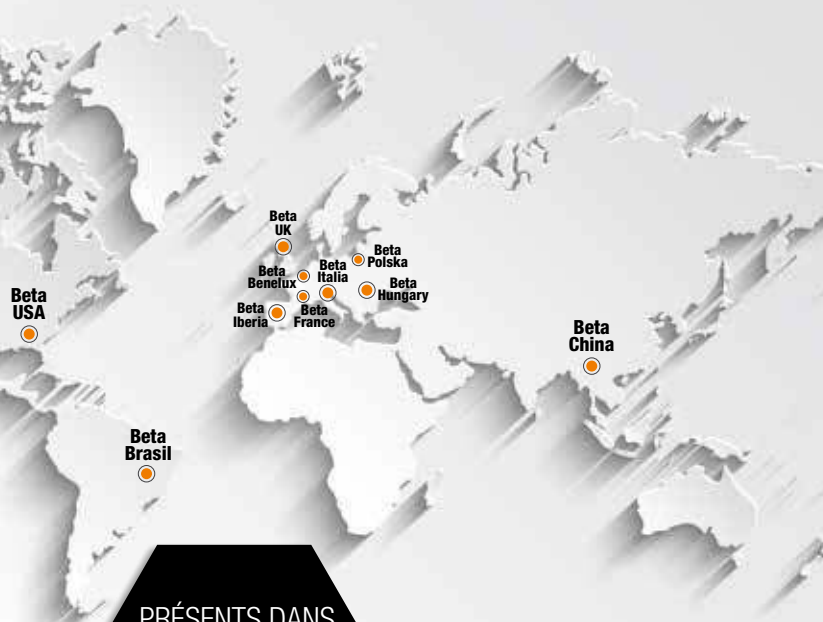 Beta
UK
Beta
Polska
Beta
Benelux
Beta
Italia
Beta
Hungary
Beta
Iberia
Beta
France
Beta
USA
Beta
China
Beta
Brasil
PRÉSENTS DANS